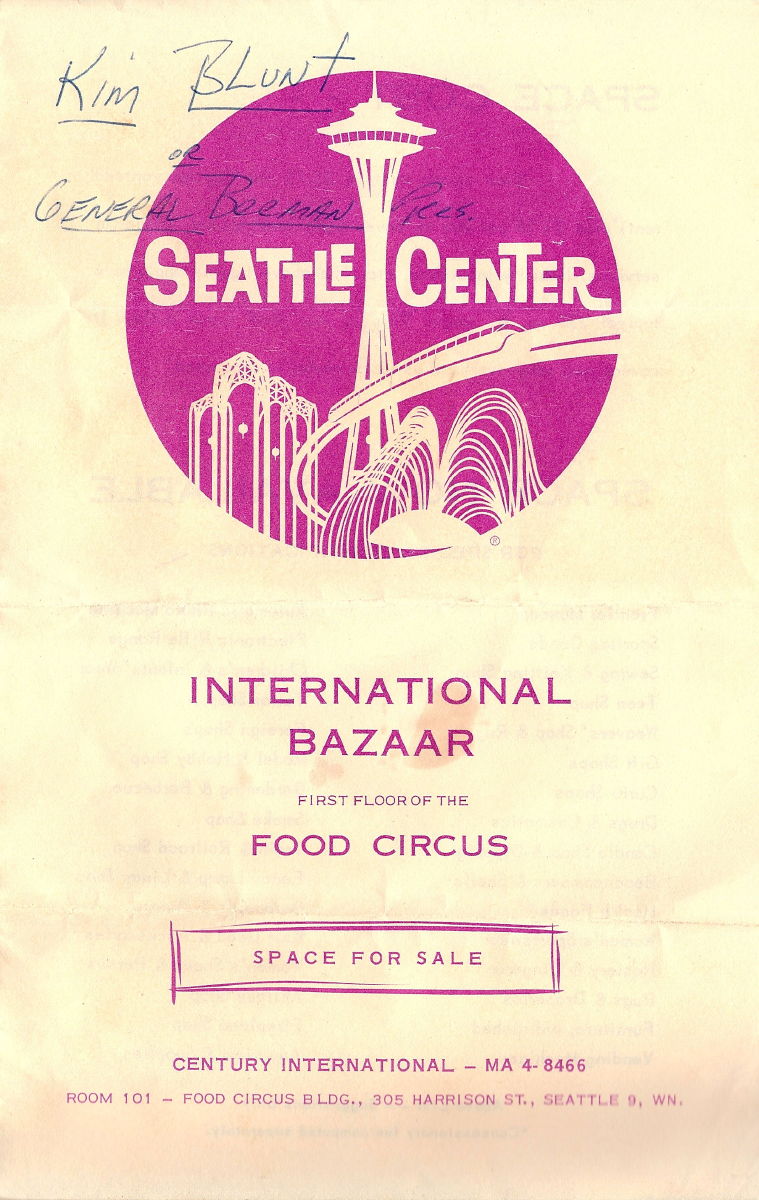 Kim Blunt
or
General Beeman Pres.
SEATTLE CENTER
®
INTERNATIONAL
BAZAAR
FIRST FLOOR OF THE
FOOD CIRCUS
SPACE FOR SALE
CENTURY INTERNATIONAL – MA 4-8466
ROOM 101 – FOOD CIRCUS BLDG., 305 HARRISON ST., SEATTLE 9, WN.